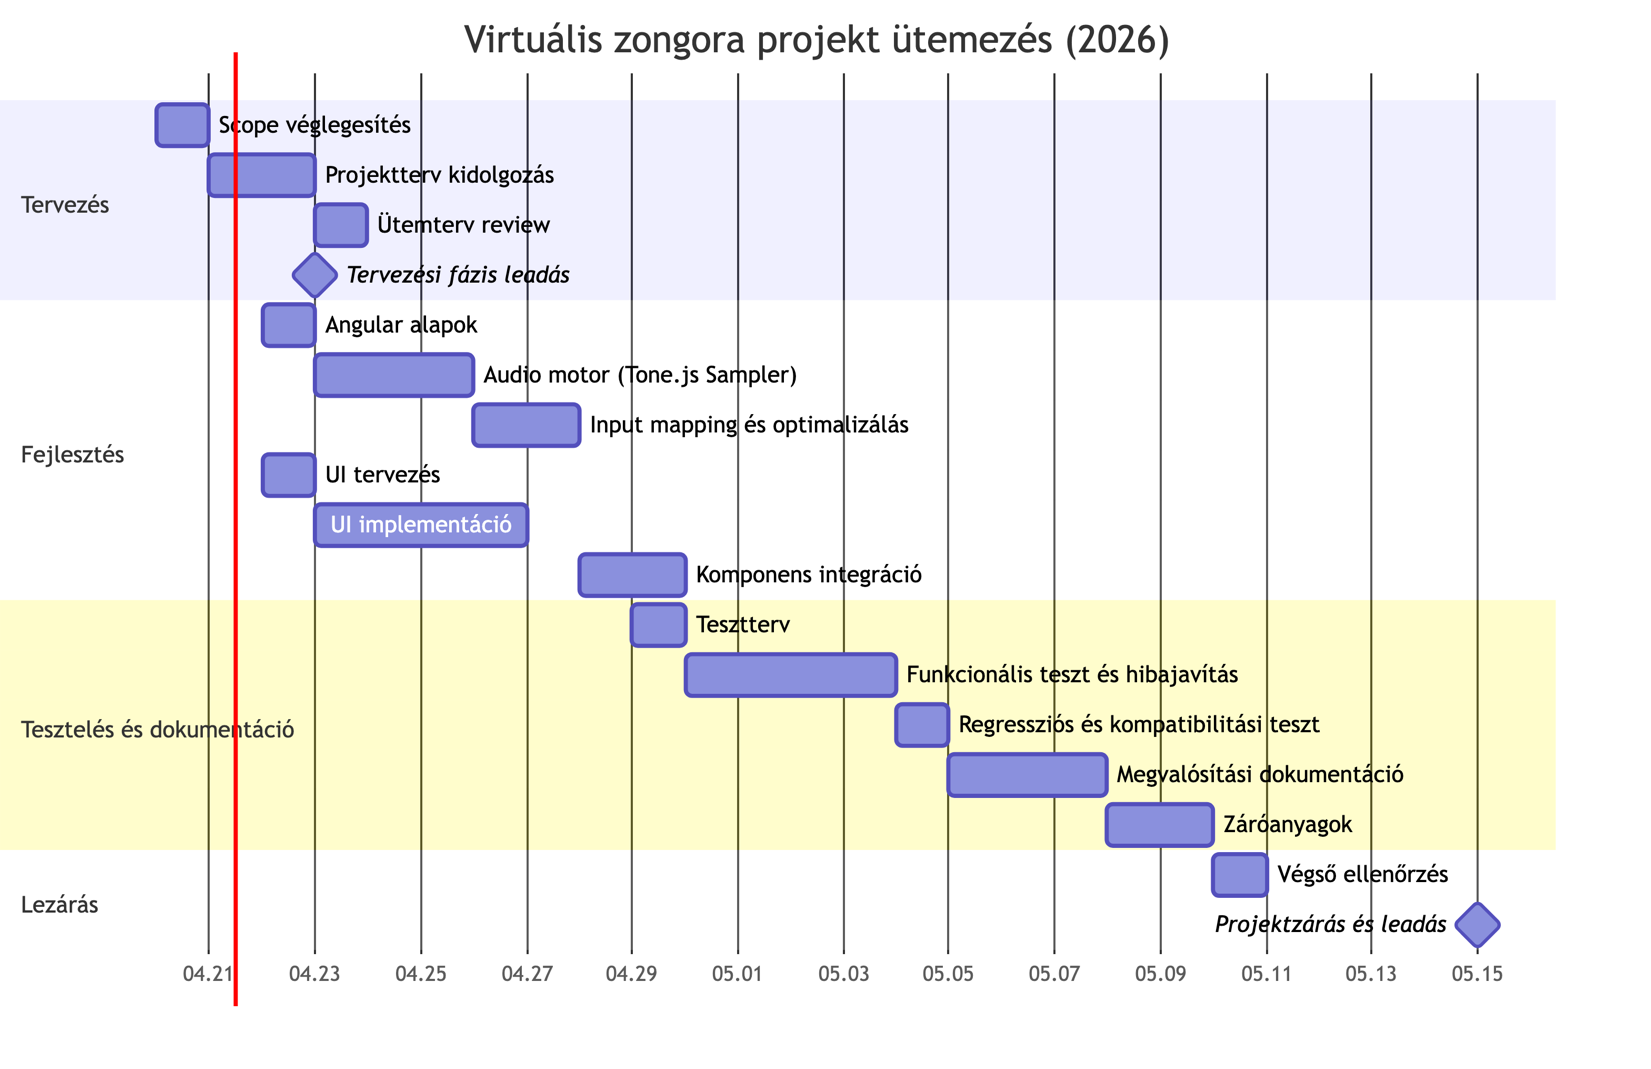 Virtuális zongora projekt ütemezés (2026)
Tervezés
Scope véglegesítés
Projektterv kidolgozás
Ütemterv review
Tervezési fázis leadás
Fejlesztés
Angular alapok
Audio motor (Tone.js Sampler)
Input mapping és optimalizálás
UI tervezés
UI implementáció
Komponens integráció
Tesztelés és dokumentáció
Tesztterv
Funkcionális teszt és hibajavítás
Regressziós és kompatibilitási teszt
Megvalósítási dokumentáció
Záróanyagok
Lezárás
Végső ellenőrzés
Projektzárás és leadás
04.21 04.23 04.25 04.27 04.29 05.01 05.03 05.05 05.07 05.09 05.11 05.13 05.15